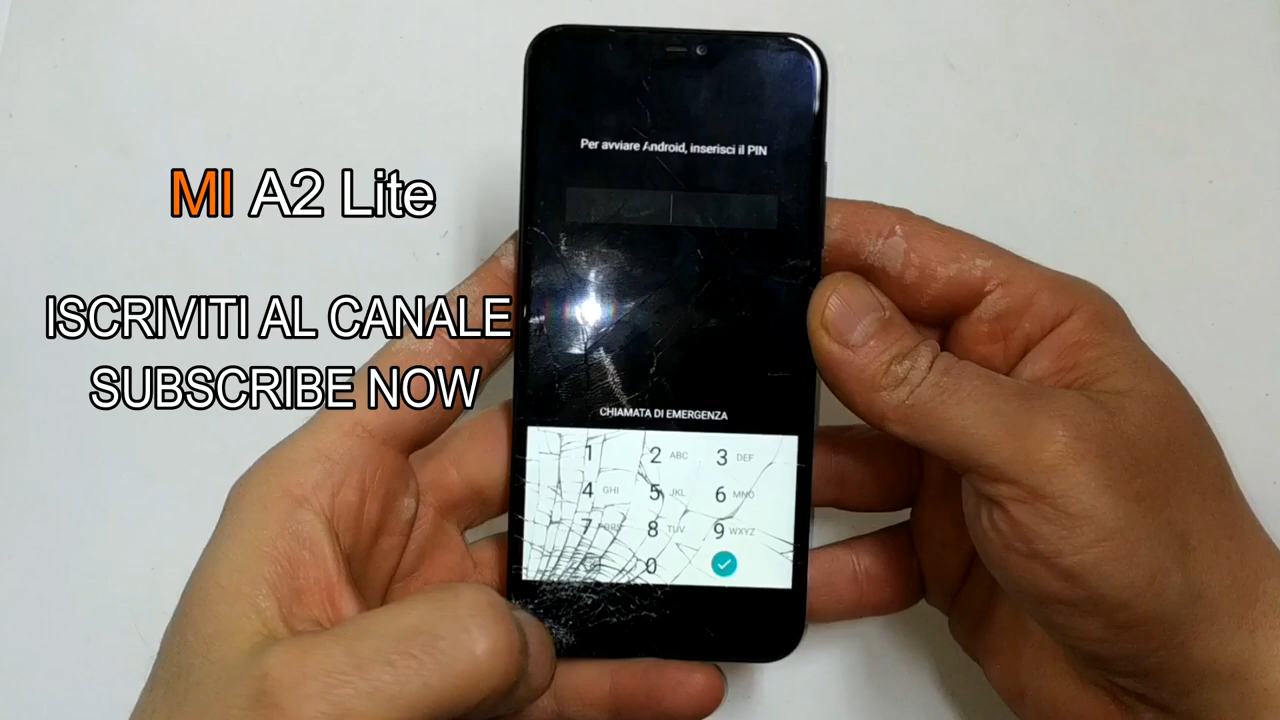 MI A2 Lite
ISCRIVITI AL CANALE
SUBSCRIBE NOW
Per avviare Android, inserisci il PIN
CHIAMATA DI EMERGENZA
1 2 ABC 3 DEF
4 GHI 5 JKL 6 MNO
7 PQRS 8 TUV 9 WXYZ
0